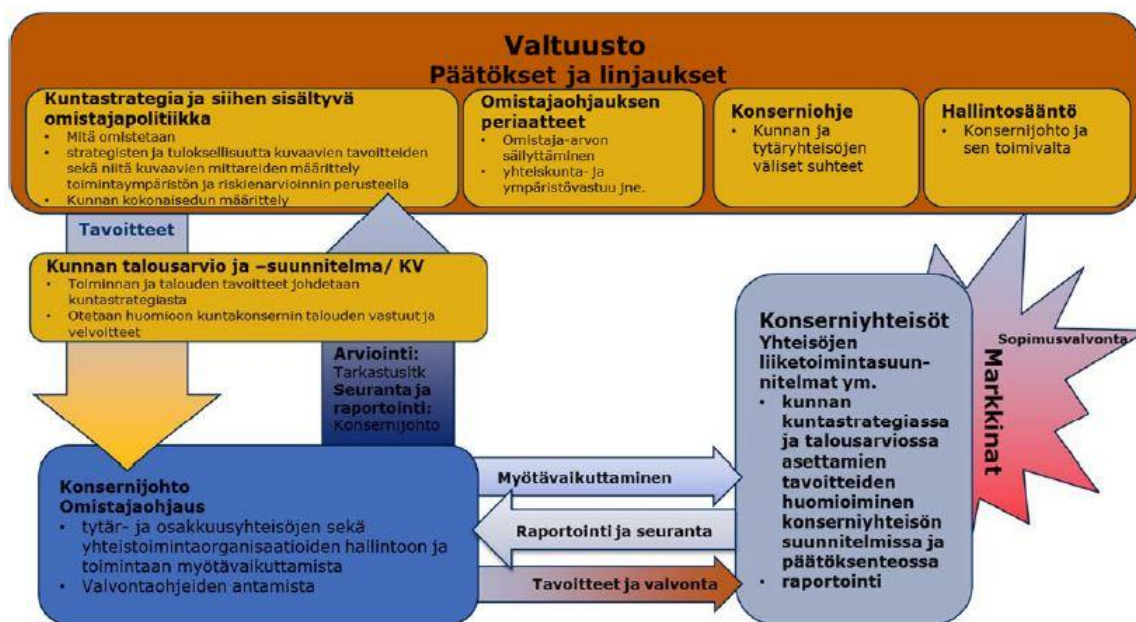 Valtuusto
Päätökset ja linjaukset
Kuntastrategia ja siihen sisältyvä
omistajapolitiikka
• Mitä omistetaan
• strategisten ja tuloksellisuutta kuvaavien tavoitteiden
sekä niitä kuvaavien mittareiden määrittely
toimintaympäristön ja riskienarvioinnin perusteella
• Kunnan kokonaisedun määrittely
Omistajaohjauksen
periaatteet
• Omistaja-arvon
säilyttäminen
• yhteiskunta- ja
ympäristövastuu jne.
Konserniohje
• Kunnan ja
tytäryhteisöjen
väliset suhteet
Hallintosääntö
• Konsernijohto ja
sen toimivalta
Tavoitteet
Kunnan talousarvio ja –suunnitelma/ KV
• Toiminnan ja talouden tavoitteet johdetaan
kuntastrategiasta
• Otetaan huomioon kuntakonsernin talouden vastuut ja
velvoitteet
Arviointi:
Tarkastusltk
Seuranta ja
raportointi:
Konsernijohto
Konsernijohto
Omistajaohjaus
• tytär- ja osakkuusyhteisöjen sekä
yhteistoimintaorganisaatioiden hallintoon ja
toimintaan myötävaikuttamista
• Valvontaohjeiden antamista
Myötävaikuttaminen
Raportointi ja seuranta
Tavoitteet ja valvonta
Konserniyhteisöt
Yhteisöjen
liiketoimintasuun-
nitelmat ym.
• kunnan
kuntastrategiassa
ja talousarviossa
asettamien
tavoitteiden
huomioiminen
konserniyhteisön
suunnitelmissa ja
päätöksenteossa
• raportointi
Sopimusvalvonta
Markkinat